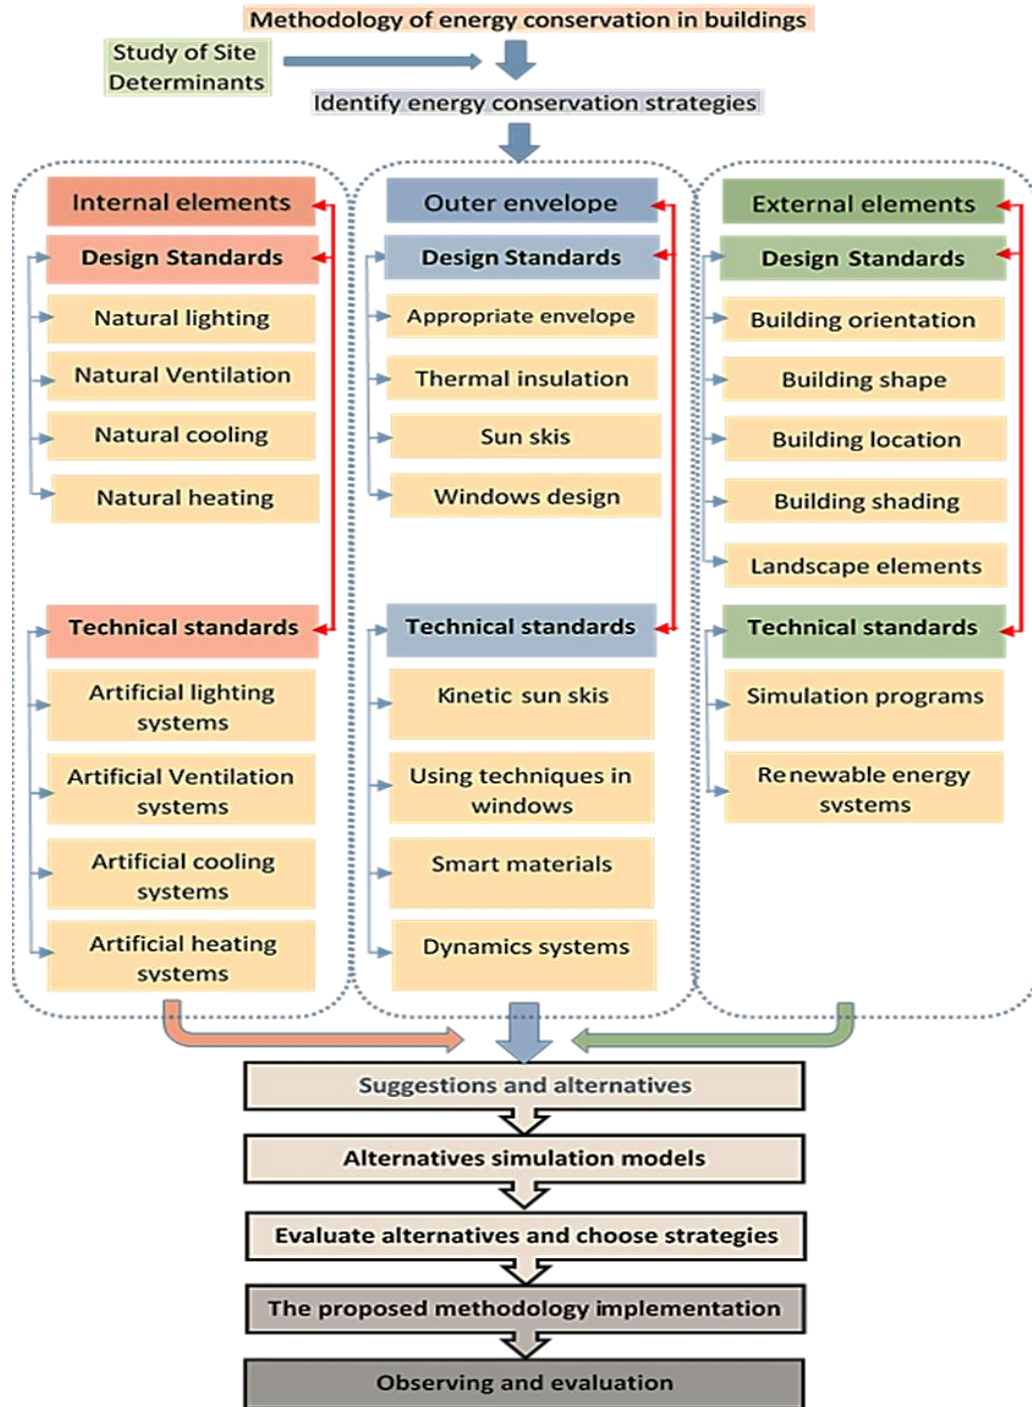 Methodology of energy conservation in buildings
Study of Site
Determinants
Identify energy conservation strategies
Internal elements
Design Standards
Natural lighting
Natural Ventilation
Natural cooling
Natural heating
Technical standards
Artificial lighting
systems
Artificial Ventilation
systems
Artificial cooling
systems
Artificial heating
systems
Outer envelope
Design Standards
Appropriate envelope
Thermal insulation
Sun skis
Windows design
Technical standards
Kinetic sun skis
Using techniques in
windows
Smart materials
Dynamics systems
External elements
Design Standards
Building orientation
Building shape
Building location
Building shading
Landscape elements
Technical standards
Simulation programs
Renewable energy
systems
Suggestions and alternatives
Alternatives simulation models
Evaluate alternatives and choose strategies
The proposed methodology implementation
Observing and evaluation